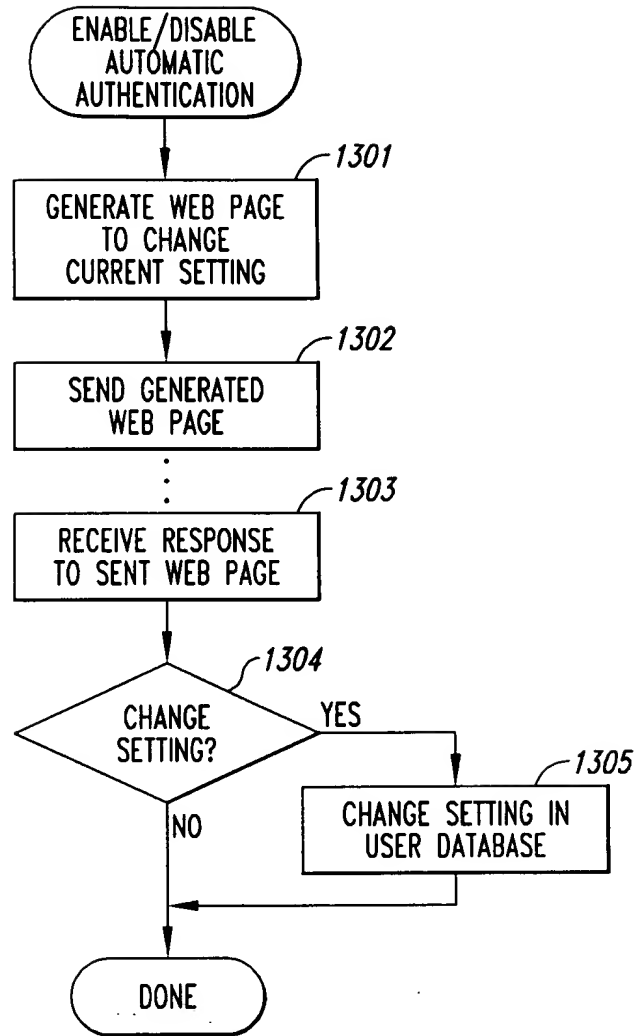 ENABLE/DISABLE
AUTOMATIC
AUTHENTICATION
1301
GENERATE WEB PAGE
TO CHANGE
CURRENT SETTING
1302
SEND GENERATED
WEB PAGE
1303
RECEIVE RESPONSE
TO SENT WEB PAGE
1304
CHANGE
SETTING?
YES
1305
CHANGE SETTING IN
USER DATABASE
NO
DONE